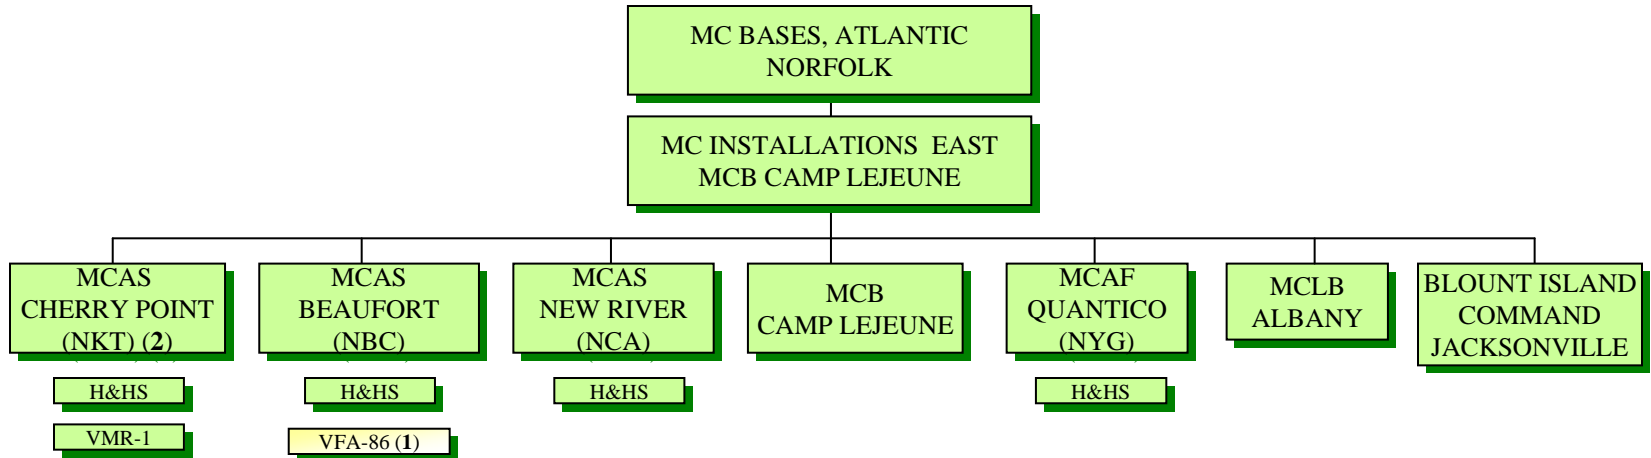 MC BASES, ATLANTIC
NORFOLK
MC INSTALLATIONS EAST
MCB CAMP LEJEUNE
MCAS
CHERRY POINT
(NKT) (2)
H&HS
VMR-1
MCAS
BEAUFORT
(NBC)
H&HS
VFA-86 (1)
MCAS
NEW RIVER
(NCA)
H&HS
MCB
CAMP LEJEUNE
MCAF
QUANTICO
(NYG)
H&HS
MCLB
ALBANY
BLOUNT ISLAND
COMMAND
JACKSONVILLE